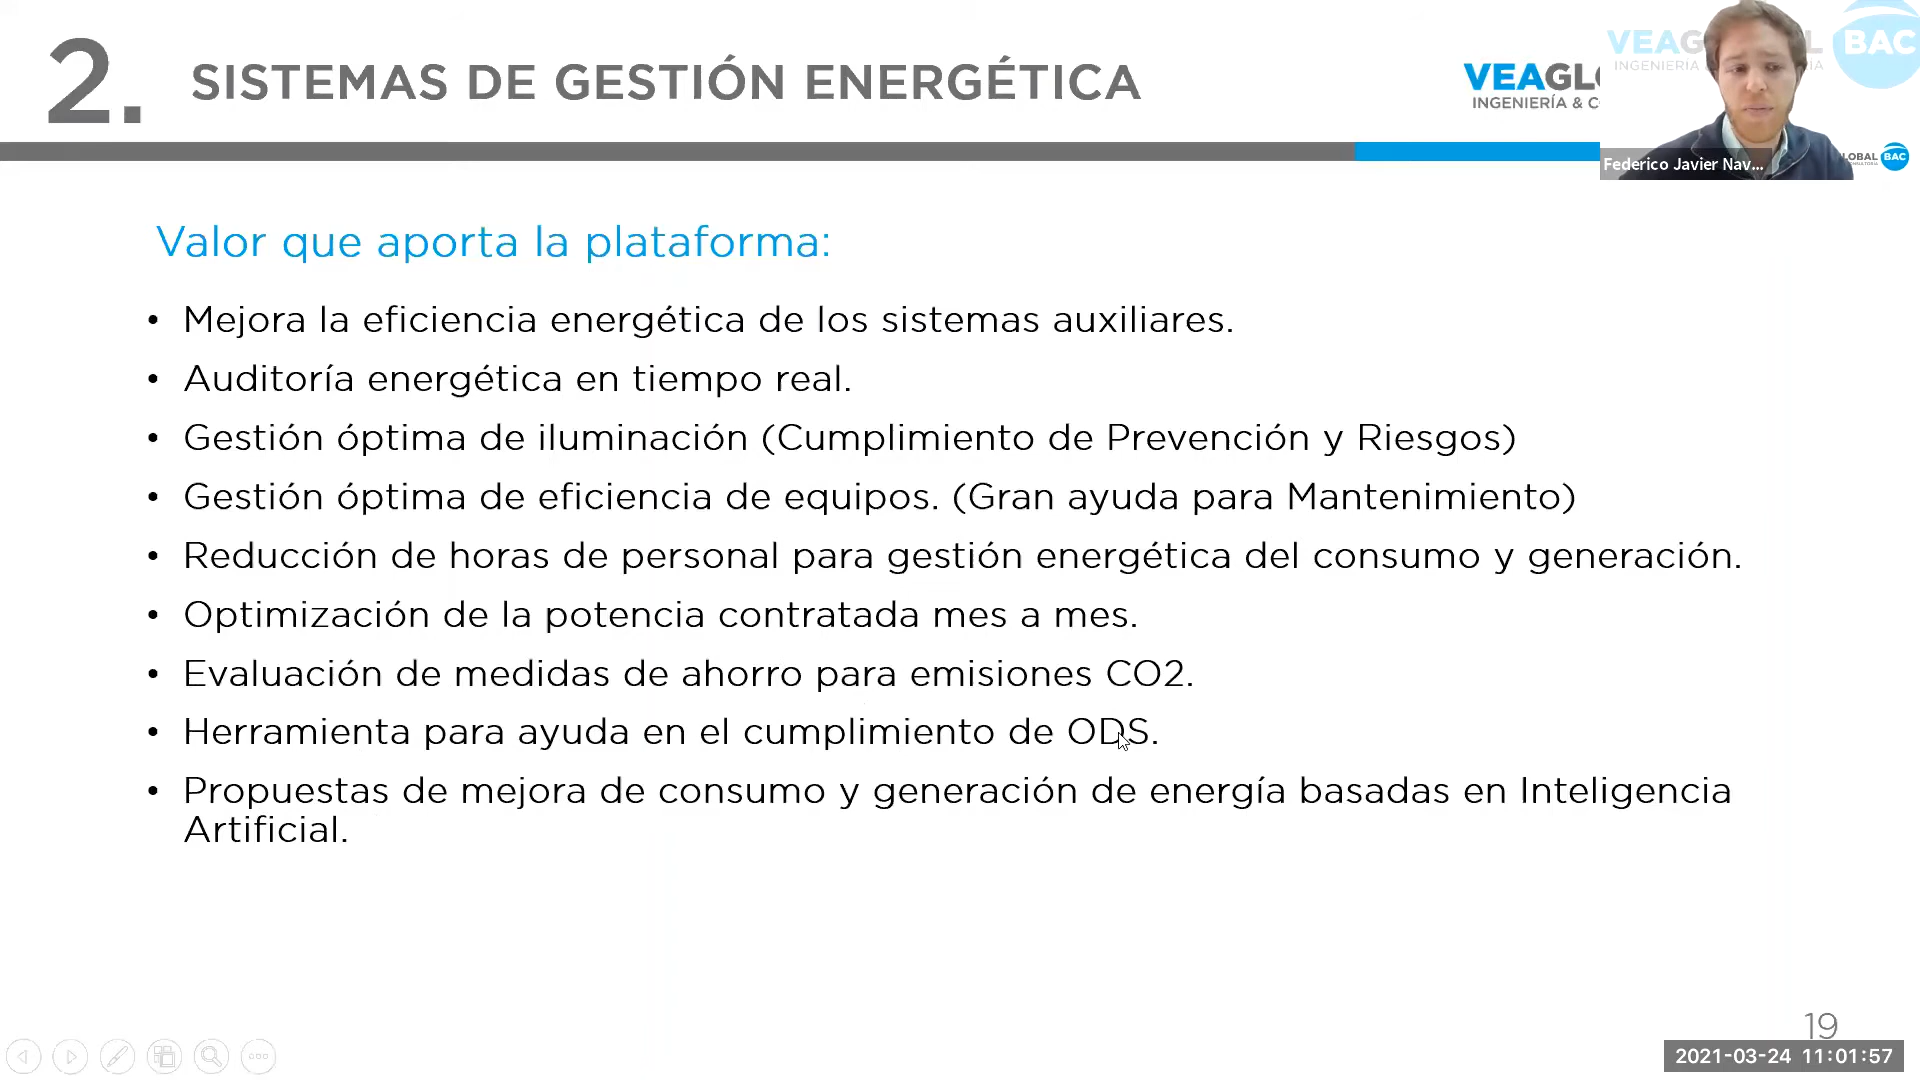 2. SISTEMAS DE GESTIÓN ENERGÉTICA
VEAGLO
INGENIERÍA & C
BAC
Federico Javier Nav...
OBAL BAC
Valor que aporta la plataforma:
• Mejora la eficiencia energética de los sistemas auxiliares.
• Auditoría energética en tiempo real.
• Gestión óptima de iluminación (Cumplimiento de Prevención y Riesgos)
• Gestión óptima de eficiencia de equipos. (Gran ayuda para Mantenimiento)
• Reducción de horas de personal para gestión energética del consumo y generación.
• Optimización de la potencia contratada mes a mes.
• Evaluación de medidas de ahorro para emisiones CO2.
• Herramienta para ayuda en el cumplimiento de ODS.
• Propuestas de mejora de consumo y generación de energía basadas en Inteligencia
Artificial.
19
2021-03-24 11:01:57